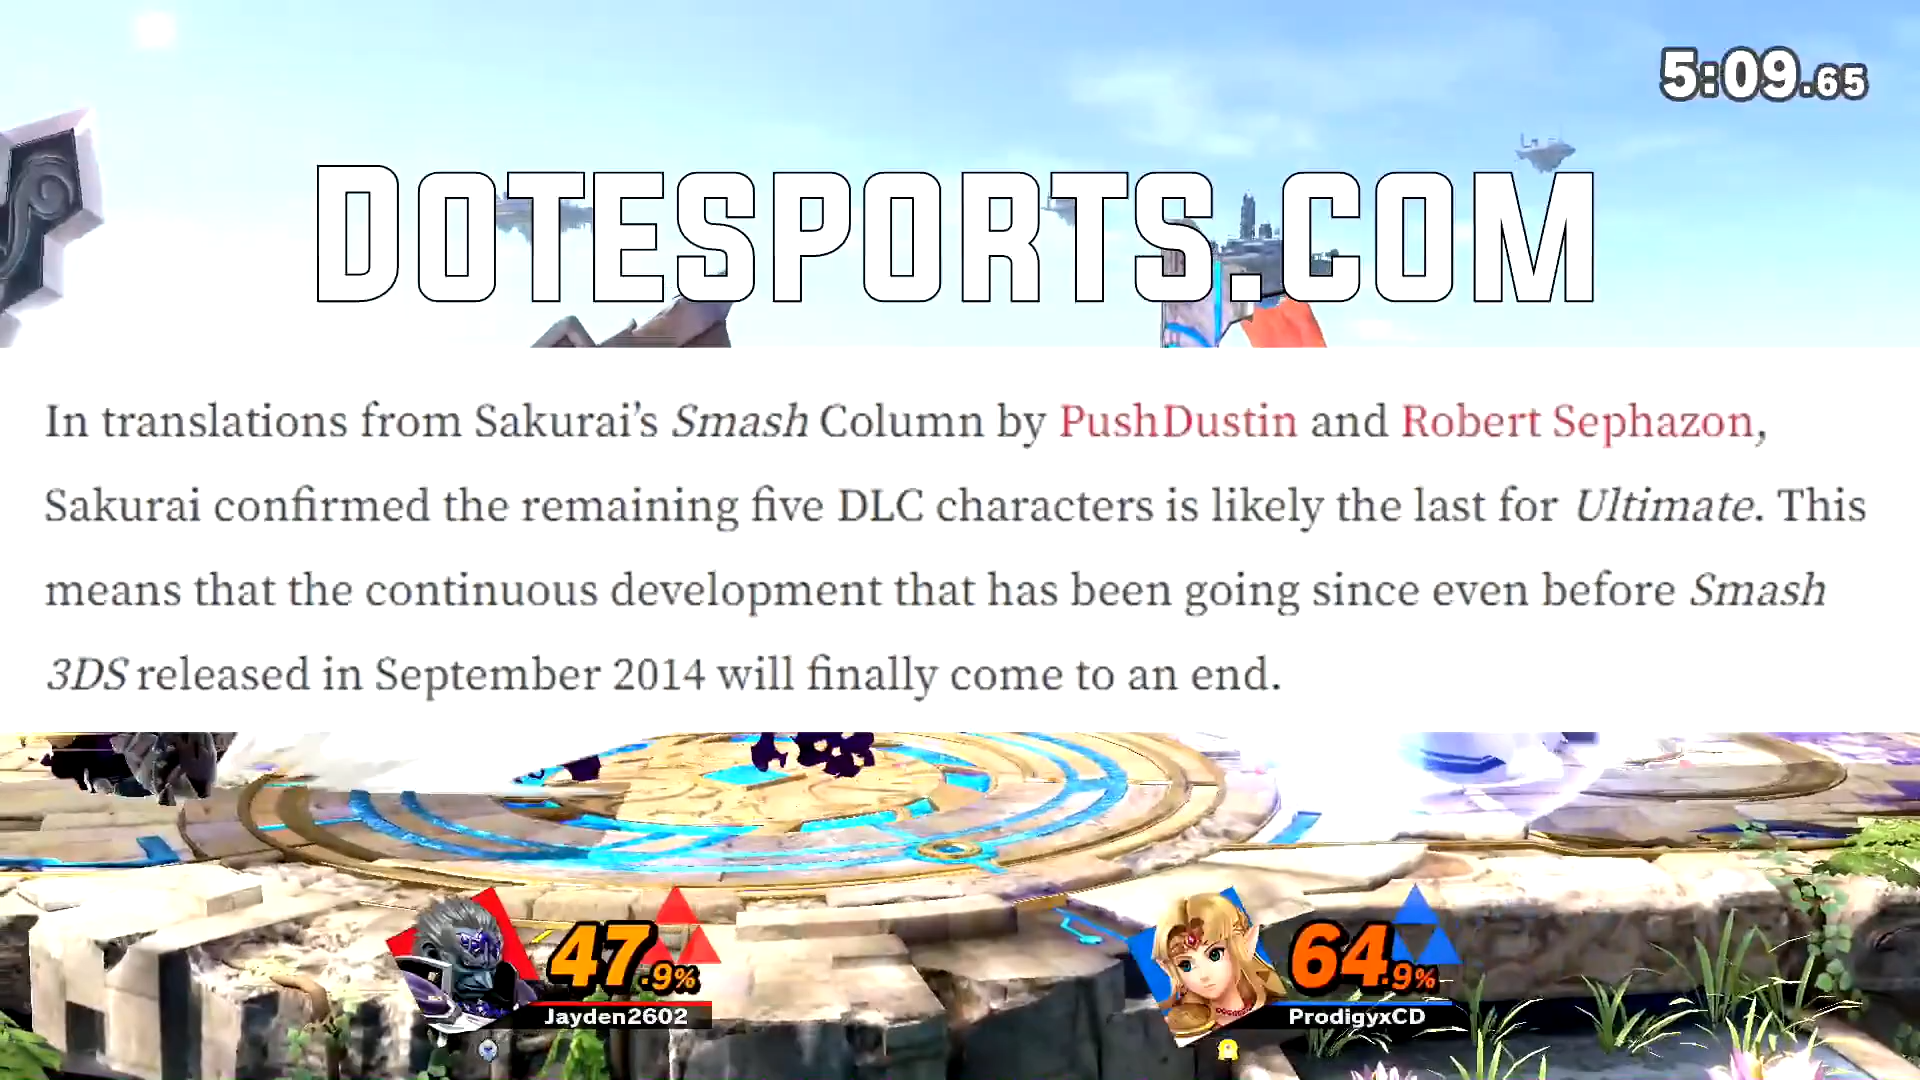 5:09.65
DOTESPORTS.COM
In translations from Sakurai's Smash Column by PushDustin and Robert Sephazon,
Sakurai confirmed the remaining five DLC characters is likely the last for Ultimate. This
means that the continuous development that has been going since even before Smash
3DS released in September 2014 will finally come to an end.
47.9%
Jayden2602
64.9%
ProdigyxCD